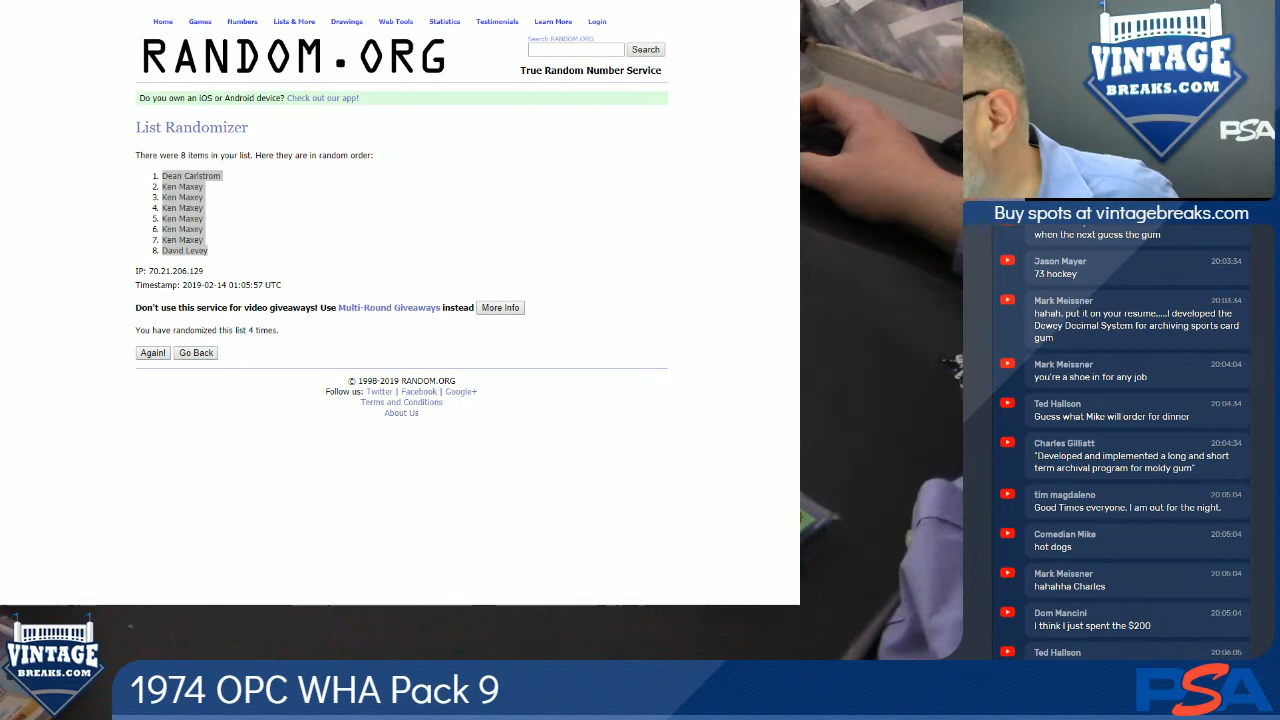 Home Games Numbers Lists & More Drawings Web Tools Statistics Testimonials Learn More Login
Search RANDOM.ORG
RANDOM.ORG
Search
True Random Number Service
Do you own an iOS or Android device? Check out our app!
List Randomizer
There were 8 items in your list. Here they are in random order:
1. Dean Carlstrom
2. Ken Maxey
3. Ken Maxey
4. Ken Maxey
5. Ken Maxey
6. Ken Maxey
7. Ken Maxey
8. David Levey
IP: 70.21.206.129
Timestamp: 2019-02-14 01:05:57 UTC
Don't use this service for video giveaways! Use Multi-Round Giveaways instead More Info
You have randomized this list 4 times.
Again! Go Back
© 1998-2019 RANDOM.ORG
Follow us: Twitter | Facebook | Google+
Terms and Conditions
About Us
VINTAGE
BREAKS.COM
PSA
Buy spots at vintagebreaks.com
when the next guess the gum
Jason Mayer 20:03:34
73 hockey
Mark Meissner 20:03:34
hahah, put it on your resume.....I developed the
Dewey Decimal System for archiving sports card
gum
Mark Meissner 20:04:04
you're a shoe in for any job
Ted Hallson 20:04:34
Guess what Mike will order for dinner
Charles Gilliatt 20:04:34
"Developed and implemented a long and short
term archival program for moldy gum"
tim magdaleno 20:05:04
Good Times everyone, I am out for the night.
Comedian Mike 20:05:04
hot dogs
Mark Meissner 20:05:04
hahahha Charles
Dom Mancini 20:05:04
I think I just spent the $200
Ted Hallson 20:06:05
VINTAGE
BREAKS.COM
1974 OPC WHA Pack 9
PSA